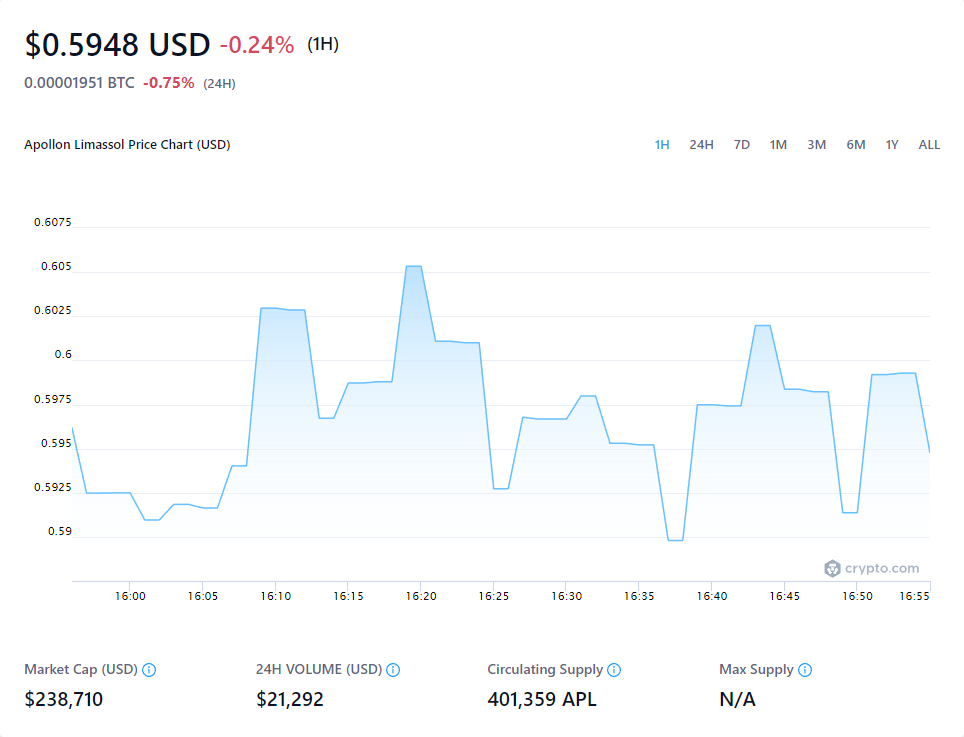 $0.5948 USD -0.24% (1H)
0.00001951 BTC -0.75% (24H)
Apollon Limassol Price Chart (USD) 1H 24H 7D 1M 3M 6M 1Y ALL
0.6075
0.605
0.6025
0.6
0.5975
0.595
0.5925
0.59
crypto.com
16:00 16:05 16:10 16:15 16:20 16:25 16:30 16:35 16:40 16:45 16:50 16:55
Market Cap (USD) 24H VOLUME (USD) Circulating Supply Max Supply
$238,710 $21,292 401,359 APL N/A